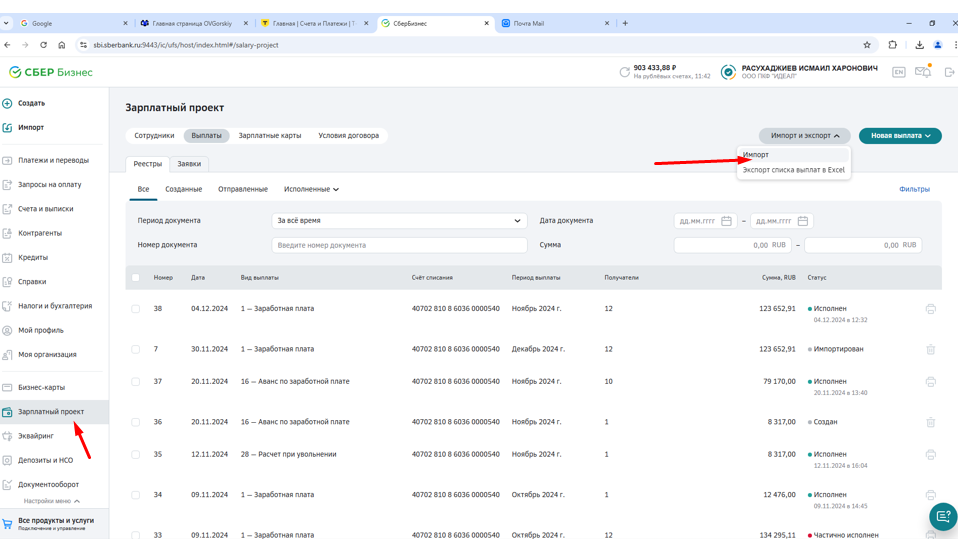 Google
Главная страница OVGorskiy
Главная | Счета и Платежи | Т
СберБизнес
Почта Mail
sbi.sberbank.ru:9443/ic/ufs/host/index.html#/salary-project
СБЕР Бизнес
903 433,88 ₽
На рублёвых счетах, 11:42
РАСУХАДЖИЕВ ИСМАИЛ ХАРОНОВИЧ
ООО ПКФ "ИДЕАЛ"
EN
Создать
Импорт
Платежи и переводы
Запросы на оплату
Счета и выписки
Контрагенты
Кредиты
Справки
Налоги и бухгалтерия
Мой профиль
Моя организация
Бизнес-карты
Зарплатный проект
Эквайринг
Депозиты и НСО
Документооборот
Настройки меню
Все продукты и услуги
Подключение и управление
Зарплатный проект
Сотрудники Выплаты Зарплатные карты Условия договора
Импорт и экспорт
Новая выплата
Импорт
Экспорт списка выплат в Excel
Реестры Заявки
Все Созданные Отправленные Исполненные
Фильтры
Период документа За всё время Дата документа дд.мм.гггг – дд.мм.гггг
Номер документа Введите номер документа Сумма 0,00 RUB – 0,00 RUB
Номер Дата Вид выплаты Счёт списания Период выплаты Получатели Сумма, RUB Статус
38 04.12.2024 1 — Заработная плата 40702 810 8 6036 0000540 Ноябрь 2024 г. 12 123 652,91 Исполнен
04.12.2024 в 12:32
7 30.11.2024 1 — Заработная плата 40702 810 8 6036 0000540 Декабрь 2024 г. 12 123 652,91 Импортирован
37 20.11.2024 16 — Аванс по заработной плате 40702 810 8 6036 0000540 Ноябрь 2024 г. 10 79 170,00 Исполнен
20.11.2024 в 13:40
36 20.11.2024 16 — Аванс по заработной плате 40702 810 8 6036 0000540 Ноябрь 2024 г. 1 8 317,00 Создан
35 12.11.2024 28 — Расчет при увольнении 40702 810 8 6036 0000540 Ноябрь 2024 г. 1 8 317,00 Исполнен
12.11.2024 в 16:04
34 09.11.2024 1 — Заработная плата 40702 810 8 6036 0000540 Октябрь 2024 г. 1 12 476,00 Исполнен
09.11.2024 в 14:45
33 09.11.2024 1 — Заработная плата 40702 810 8 6036 0000540 Октябрь 2024 г. 12 134 295,11 Частично исполнен